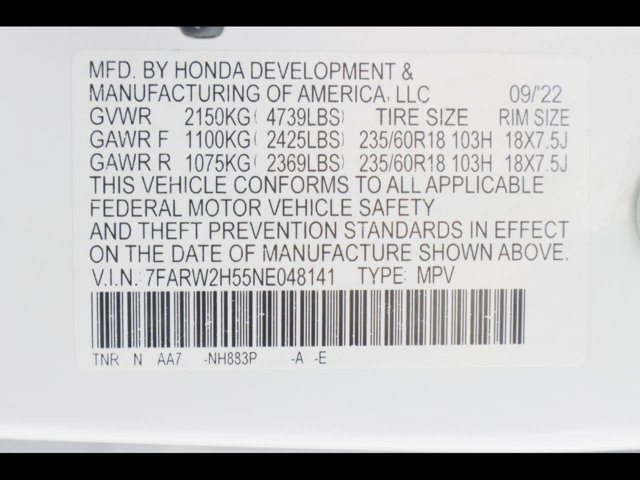 MFD. BY HONDA DEVELOPMENT &
MANUFACTURING OF AMERICA, LLC 09/'22
GVWR 2150KG( 4739LBS) TIRE SIZE RIM SIZE
GAWR F 1100KG( 2425LBS) 235/60R18 103H 18X7.5J
GAWR R 1075KG( 2369LBS) 235/60R18 103H 18X7.5J
THIS VEHICLE CONFORMS TO ALL APPLICABLE
FEDERAL MOTOR VEHICLE SAFETY
AND THEFT PREVENTION STANDARDS IN EFFECT
ON THE DATE OF MANUFACTURE SHOWN ABOVE.
V.I.N: 7FARW2H55NE048141 TYPE: MPV
TNR N AA7 -NH883P -A -E